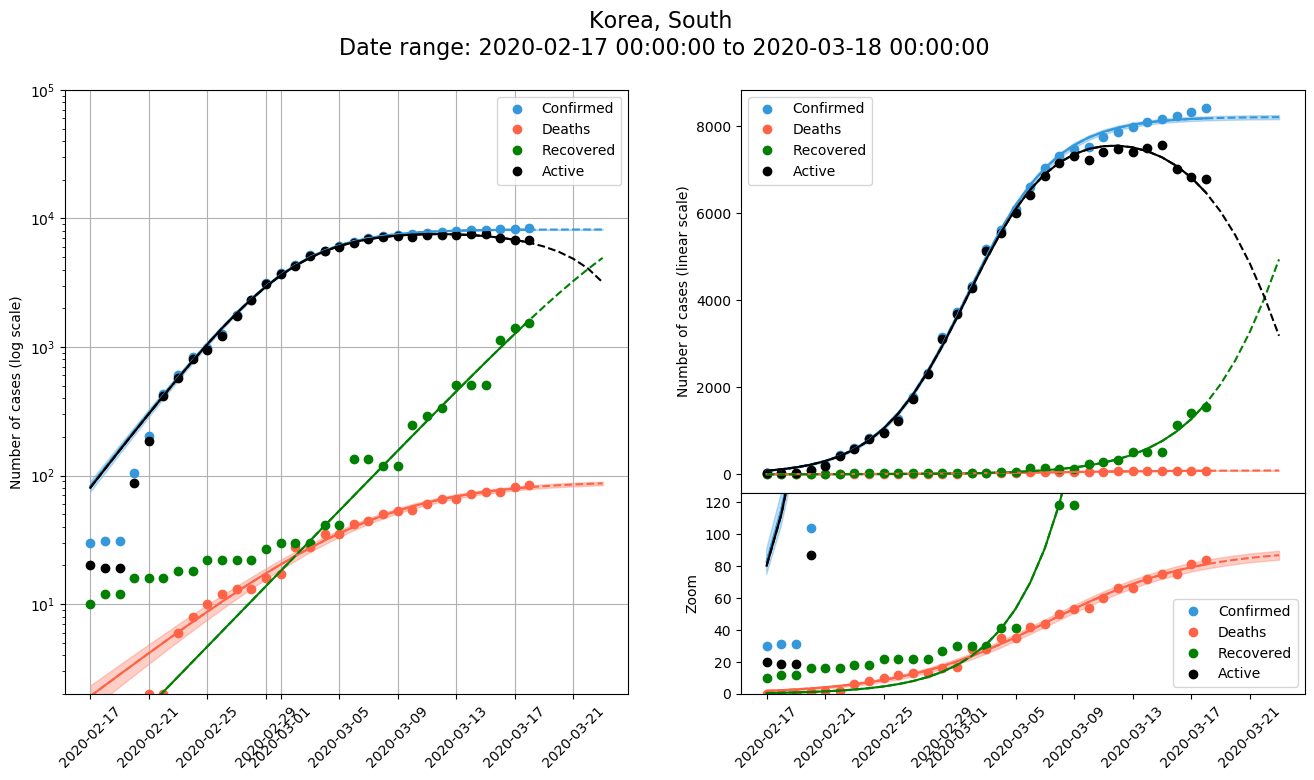 Korea, South
Date range: 2020-02-17 00:00:00 to 2020-03-18 00:00:00
Number of cases (log scale)
10^5
10^4
10^3
10^2
10^1
Confirmed
Deaths
Recovered
Active
2020-02-17
2020-02-21
2020-02-25
2020-02-29
2020-03-01
2020-03-05
2020-03-09
2020-03-13
2020-03-17
2020-03-21
Number of cases (linear scale)
8000
6000
4000
2000
0
Confirmed
Deaths
Recovered
Active
Zoom
120
100
80
60
40
20
0
Confirmed
Deaths
Recovered
Active
2020-02-17
2020-02-21
2020-02-25
2020-02-29
2020-03-01
2020-03-05
2020-03-09
2020-03-13
2020-03-17
2020-03-21